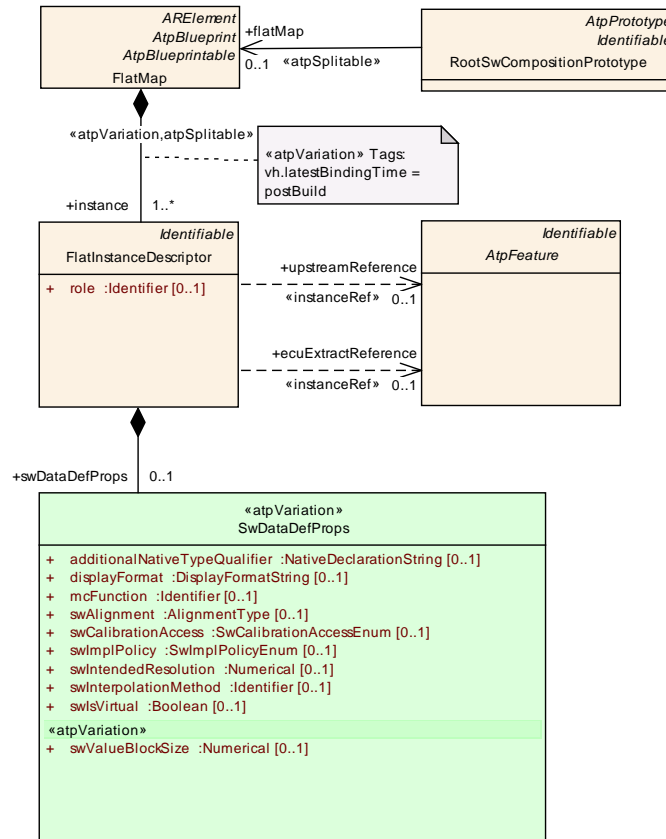 ARElement
AtpBlueprint
AtpBlueprintable
FlatMap
+flatMap
0..1
«atpSplitable»
AtpPrototype
Identifiable
RootSwCompositionPrototype
«atpVariation,atpSplitable»
«atpVariation» Tags:
vh.latestBindingTime =
postBuild
+instance
1..*
Identifiable
FlatInstanceDescriptor
+ role :Identifier [0..1]
+upstreamReference
«instanceRef»
0..1
+ecuExtractReference
«instanceRef»
0..1
Identifiable
AtpFeature
+swDataDefProps
0..1
«atpVariation»
SwDataDefProps
+ additionalNativeTypeQualifier :NativeDeclarationString [0..1]
+ displayFormat :DisplayFormatString [0..1]
+ mcFunction :Identifier [0..1]
+ swAlignment :AlignmentType [0..1]
+ swCalibrationAccess :SwCalibrationAccessEnum [0..1]
+ swImplPolicy :SwImplPolicyEnum [0..1]
+ swIntendedResolution :Numerical [0..1]
+ swInterpolationMethod :Identifier [0..1]
+ swIsVirtual :Boolean [0..1]
«atpVariation»
+ swValueBlockSize :Numerical [0..1]